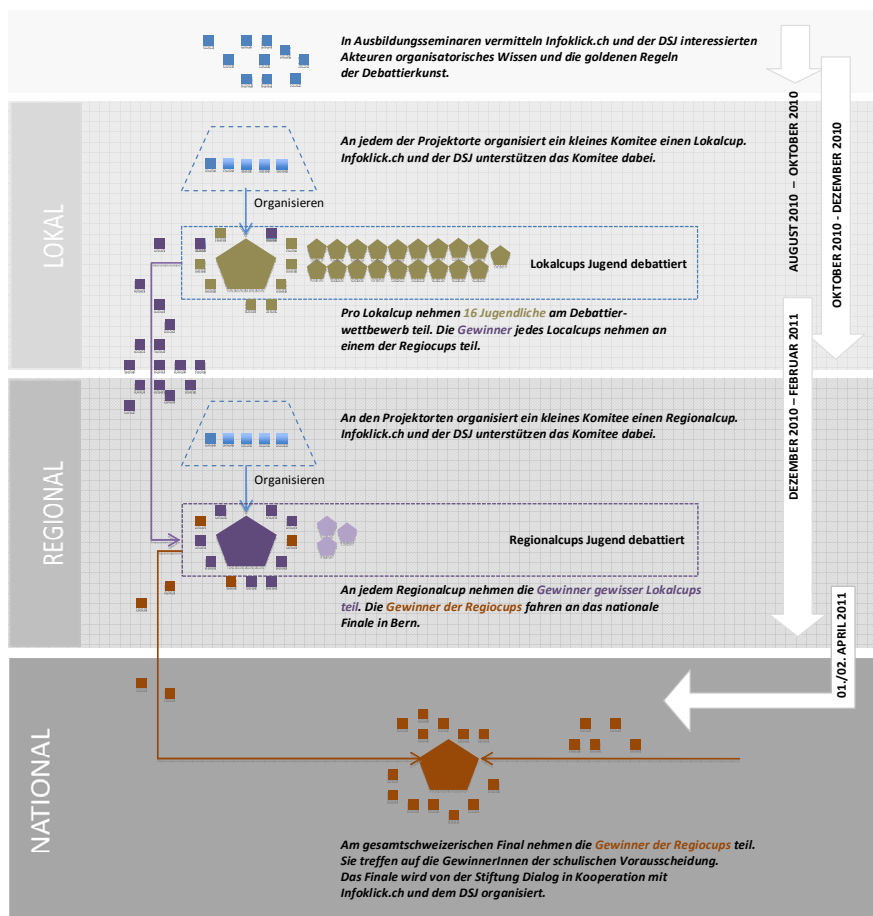 In Ausbildungsseminaren vermitteln Infoklick.ch und der DSJ interessierten
Akteuren organisatorisches Wissen und die goldenen Regeln
der Debattierkunst.
AUGUST 2010 – OKTOBER 2010
OKTOBER 2010 - DEZEMBER 2010
LOKAL
An jedem der Projektorte organisiert ein kleines Komitee einen Lokalcup.
Infoklick.ch und der DSJ unterstützen das Komitee dabei.
Organisieren
Lokalcups Jugend debattiert
Pro Lokalcup nehmen 16 Jugendliche am Debattier-
wettbewerb teil. Die Gewinner jedes Localcups nehmen an
einem der Regiocups teil.
DEZEMBER 2010 – FEBRUAR 2011
REGIONAL
An den Projektorten organisiert ein kleines Komitee einen Regionalcup.
Infoklick.ch und der DSJ unterstützen das Komitee dabei.
Organisieren
Regionalcups Jugend debattiert
An jedem Regionalcup nehmen die Gewinner gewisser Lokalcups
teil. Die Gewinner der Regiocups fahren an das nationale
Finale in Bern.
01./02. APRIL 2011
NATIONAL
Am gesamtschweizerischen Final nehmen die Gewinner der Regiocups teil.
Sie treffen auf die GewinnerInnen der schulischen Vorausscheidung.
Das Finale wird von der Stiftung Dialog in Kooperation mit
Infoklick.ch und dem DSJ organisiert.